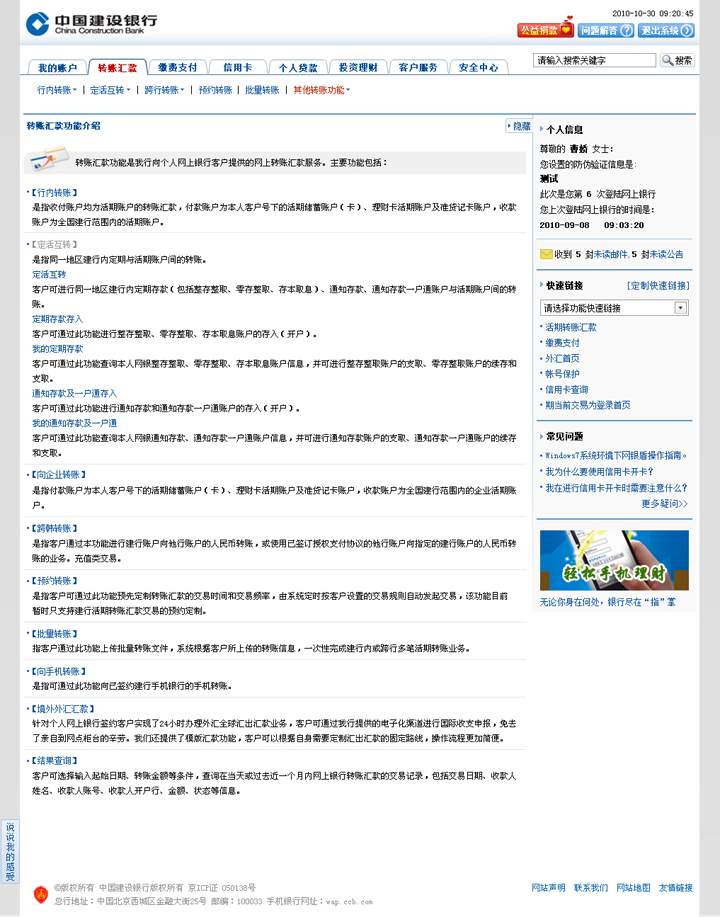 中国建设银行
China Construction Bank
2010-10-30 09:20:45
公益捐款 问题解答 退出系统
我的账户 转账汇款 缴费支付 信用卡 个人贷款 投资理财 客户服务 安全中心
请输入搜索关键字 搜索
行内转账 | 定活互转 | 跨行转账 | 预约转账 | 批量转账 | 其他转账功能
转账汇款功能介绍
隐藏
转账汇款功能是我行向个人网上银行客户提供的网上转账汇款服务。主要功能包括：
·【行内转账】
是指收付账户均为活期账户的转账汇款，付款账户为本人客户号下的活期储蓄账户（卡）、理财卡活期账户及准贷记卡账户，收款
账户为全国建行范围内的活期账户。
·【定活互转】
是指同一地区建行内定期与活期账户间的转账。
定活互转
客户可进行同一地区建行内定期存款（包括整存整取、零存整取、存本取息）、通知存款、通知存款一户通账户与活期账户间的转
账。
定期存款存入
客户可通过此功能进行整存整取、零存整取、存本取息账户的存入（开户）。
我的定期存款
客户可通过此功能查询本人网银整存整取、零存整取、存本取息账户信息，并可进行整存整取账户的支取、零存整取账户的续存和
支取。
通知存款及一户通存入
客户可通过此功能进行通知存款和通知存款一户通账户的存入（开户）。
我的通知存款及一户通
客户可通过此功能查询本人网银通知存款、通知存款一户通账户信息，并可进行通知存款账户的支取、通知存款一户通账户的续存
和支取。
·【向企业转账】
是指付款账户为本人客户号下的活期储蓄账户（卡）、理财卡活期账户及准贷记卡账户，收款账户为全国建行范围内的企业活期账
户。
·【跨韩转账】
是指客户通过本功能进行建行账户向他行账户的人民币转账，或使用已签订授权支付协议的他行账户向指定的建行账户的人民币转
账的业务。充值类交易。
·【预约转账】
是指客户可通过此功能预先定制转账汇款的交易时间和交易频率，由系统定时按客户设置的交易规则自动发起交易，该功能目前
暂时只支持建行活期转账汇款交易的预约定制。
·【批量转账】
指客户通过此功能上传批量转账文件，系统根据客户所上传的转账信息，一次性完成建行内或跨行多笔活期转账业务。
·【向手机转账】
是指可通过此功能向已签约建行手机银行的手机转账。
·【境外外汇汇款】
针对个人网上银行签约客户实现了24小时办理外汇全球汇出汇款业务，客户可通过我行提供的电子化渠道进行国际收支申报，免去
了亲自到网点柜台的辛劳。我们还提供了模版汇款功能，客户可以根据自身需要定制汇出汇款的固定路线，操作流程更加简便。
·【结果查询】
客户可选择输入起始日期、转账金额等条件，查询在当天或过去近一个月内网上银行转账汇款的交易记录，包括交易日期、收款人
姓名、收款人账号、收款人开户行、金额、状态等信息。
个人信息
尊敬的 曹娇 女士：
您设置的防伪验证信息是：
测试
此次是您第 6 次登陆网上银行
您上次登陆网上银行的时间是：
2010-09-08 09:03:20
收到 5 封未读邮件，5 封未读公告
快速链接 [定制快速链接]
请选择功能快速链接
·活期转账汇款
·缴费支付
·外汇首页
·帐号保护
·信用卡查询
·期当前交易为登录首页
常见问题
·Windows7系统环境下网银盾操作指南。
·我为什么要使用信用卡开卡？
·我在进行信用卡开卡时需要注意什么？
更多疑问>>
轻松手机理财
无论你身在何处，银行尽在“指”掌
说说我的感受
©版权所有 中国建设银行版权所有 京ICP证 050138号
总行地址：中国北京西城区金融大街25号 邮编：100033 手机银行网址：wap.ccb.com
网站声明 联系我们 网站地图 友情链接